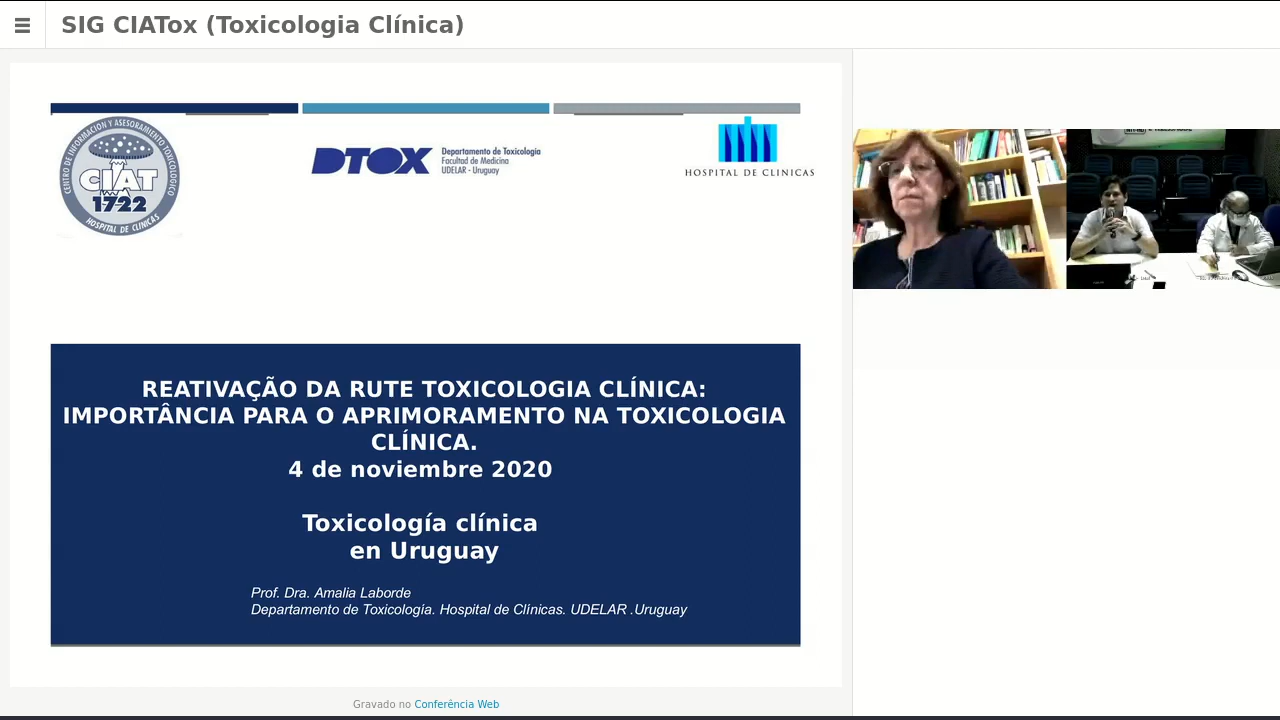 SIG CIATox (Toxicologia Clínica)
CENTRO DE INFORMACION Y ASESORAMIENTO TOXICOLOGICO
CIAT
1722
HOSPITAL DE CLINICAS
DTOX
Departamento de Toxicología
Facultad de Medicina
UDELAR - Uruguay
HOSPITAL DE CLINICAS
REATIVAÇÃO DA RUTE TOXICOLOGIA CLÍNICA:
IMPORTÂNCIA PARA O APRIMORAMENTO NA TOXICOLOGIA
CLÍNICA.
4 de noviembre 2020
Toxicología clínica
en Uruguay
Prof. Dra. Amalia Laborde
Departamento de Toxicología. Hospital de Clínicas. UDELAR .Uruguay
Gravado no Conferência Web